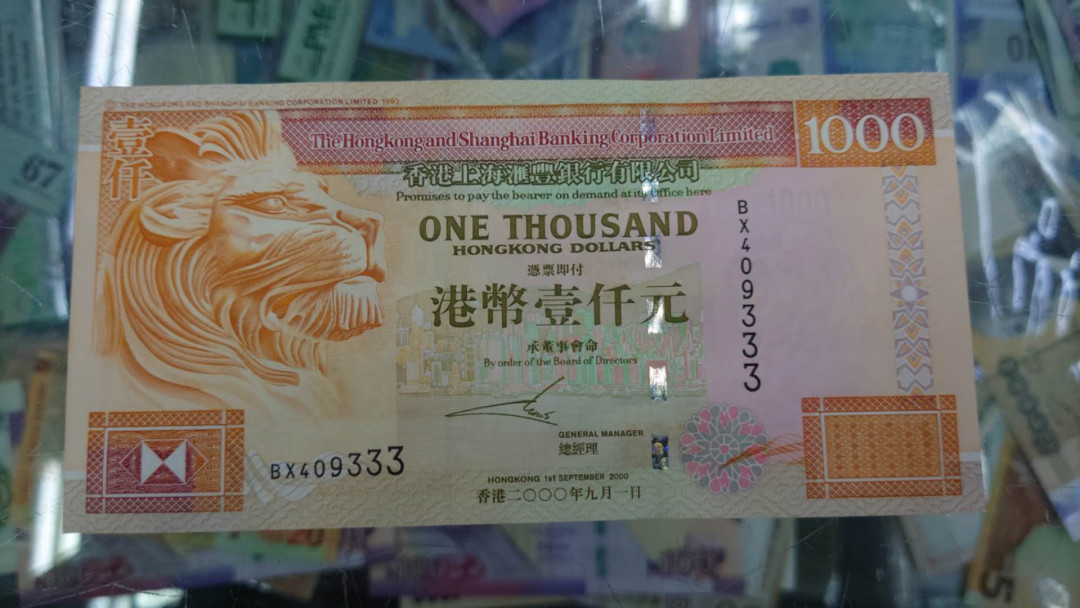 THE HONGKONG AND SHANGHAI BANKING CORPORATION LIMITED 1993
壹仟
The Hongkong and Shanghai Banking Corporation Limited
1000
香港上海滙豐銀行有限公司
Promises to pay the bearer on demand at its Office here
ONE THOUSAND
HONGKONG DOLLARS
憑票即付
港幣壹仟元
承董事會命
By order of the Board of Directors
BX409333
GENERAL MANAGER
總經理
BX409333
HONGKONG 1st SEPTEMBER 2000
香港二〇〇〇年九月一日
67